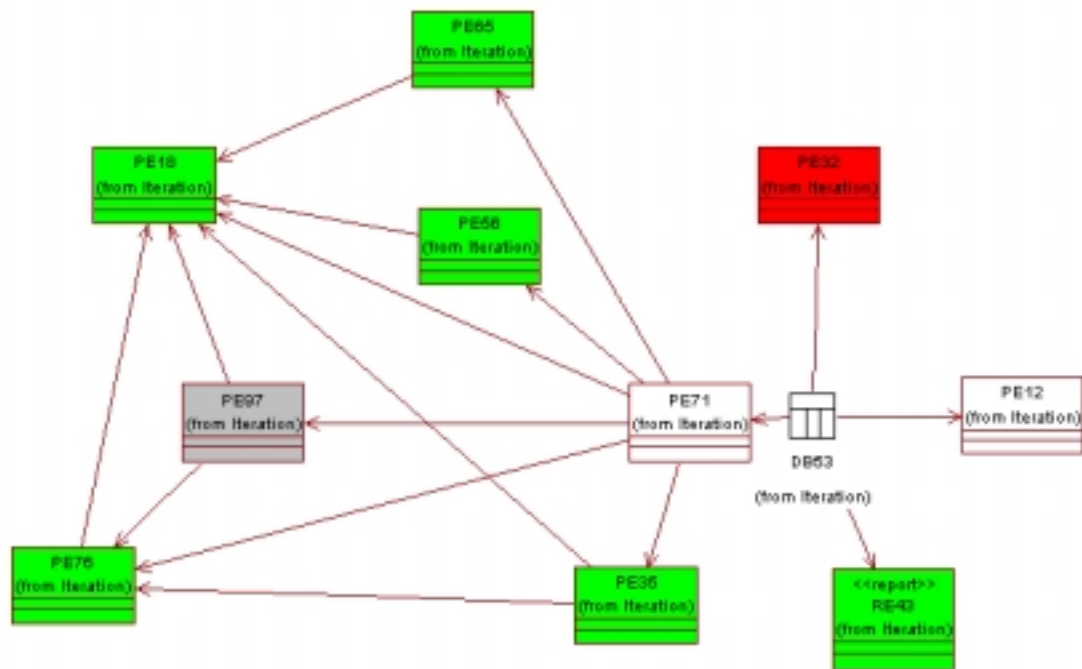 PE65
(from Iteration)
PE18
(from Iteration)
PE32
(from Iteration)
PE56
(from Iteration)
PE97
(from Iteration)
PE71
(from Iteration)
PE12
(from Iteration)
DB53
(from Iteration)
PE76
(from Iteration)
PE35
(from Iteration)
<<report>>
RE43
(from Iteration)